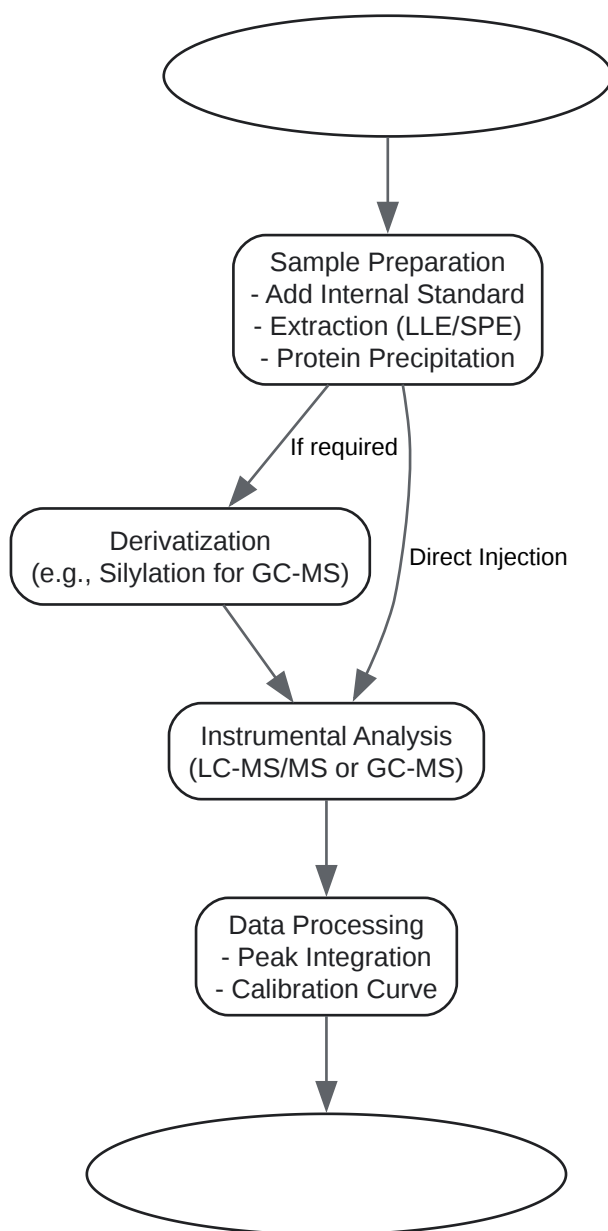 Sample Preparation
- Add Internal Standard
- Extraction (LLE/SPE)
- Protein Precipitation
If required
Derivatization
(e.g., Silylation for GC-MS)
Direct Injection
Instrumental Analysis
(LC-MS/MS or GC-MS)
Data Processing
- Peak Integration
- Calibration Curve